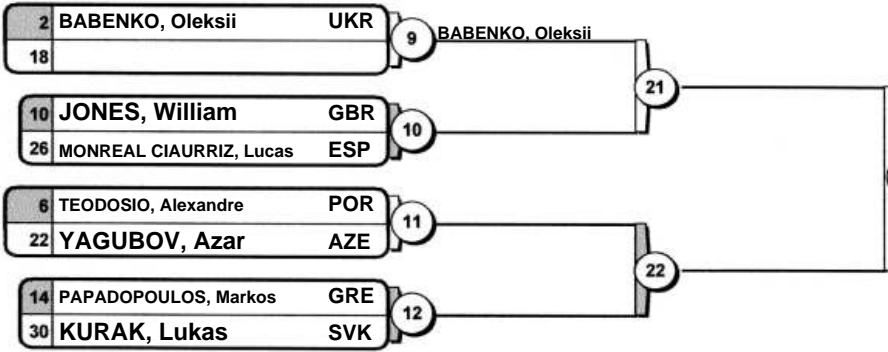 2 BABENKO, Oleksii UKR
18
9
BABENKO, Oleksii
21
10 JONES, William GBR
26 MONREAL CIAURRIZ, Lucas ESP
10
6 TEODOSIO, Alexandre POR
22 YAGUBOV, Azar AZE
11
22
14 PAPADOPOULOS, Markos GRE
30 KURAK, Lukas SVK
12